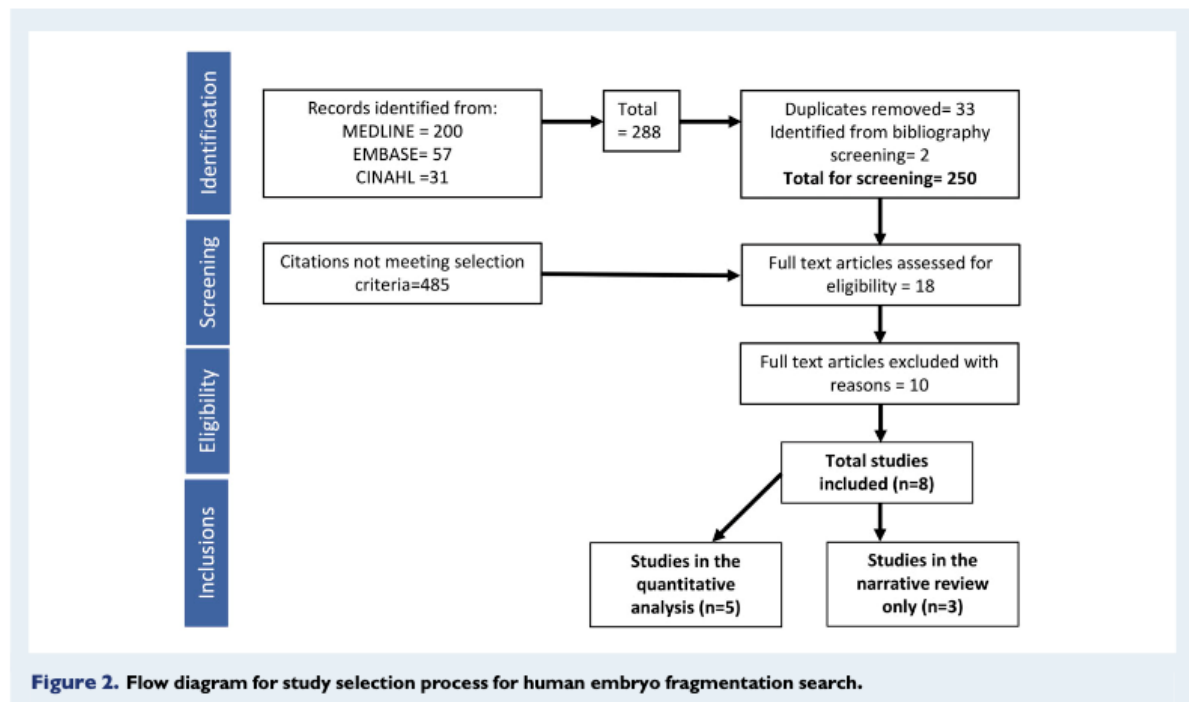 Identification
Records identified from:
MEDLINE = 200
EMBASE= 57
CINAHL =31
Total
= 288
Duplicates removed= 33
Identified from bibliography
screening= 2
Total for screening= 250
Screening
Citations not meeting selection
criteria=485
Full text articles assessed for
eligibility = 18
Eligibility
Full text articles excluded with
reasons = 10
Total studies
included (n=8)
Inclusions
Studies in the
quantitative
analysis (n=5)
Studies in the
narrative review
only (n=3)
Figure 2. Flow diagram for study selection process for human embryo fragmentation search.